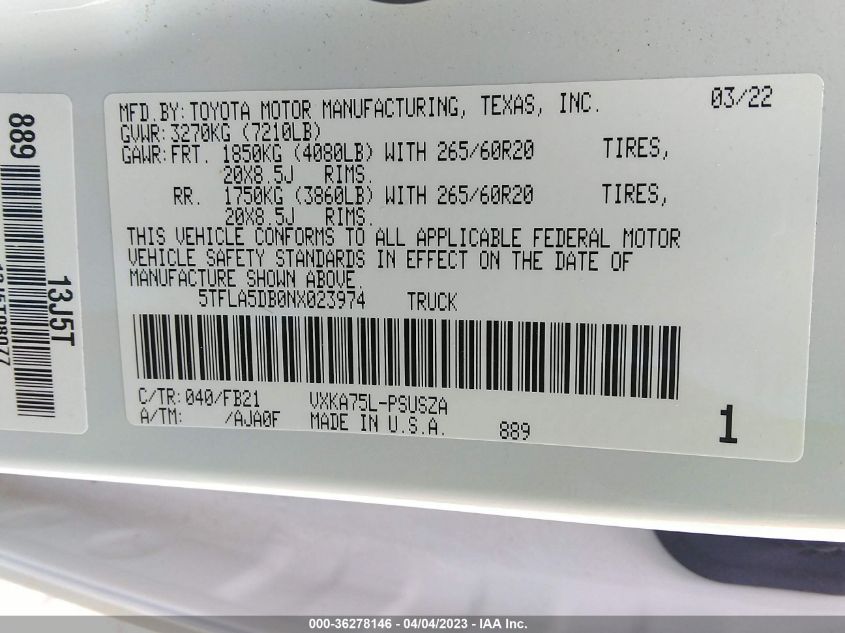 MFD.BY:TOYOTA MOTOR MANUFACTURING, TEXAS, INC. 03/22
GVWR:3270KG (7210LB)
GAWR:FRT. 1850KG (4080LB) WITH 265/60R20 TIRES,
20X8.5J RIMS.
RR. 1750KG (3860LB) WITH 265/60R20 TIRES,
20X8.5J RIMS.
THIS VEHICLE CONFORMS TO ALL APPLICABLE FEDERAL MOTOR
VEHICLE SAFETY STANDARDS IN EFFECT ON THE DATE OF
MANUFACTURE SHOWN ABOVE.
5TFLA5DB0NX023974 TRUCK
C/TR:040/FB21 VXKA75L-PSUSZA
A/TM: /AJA0F MADE IN U.S.A. 889 1
889
13J5T
000-36278146 - 04/04/2023 - IAA Inc.